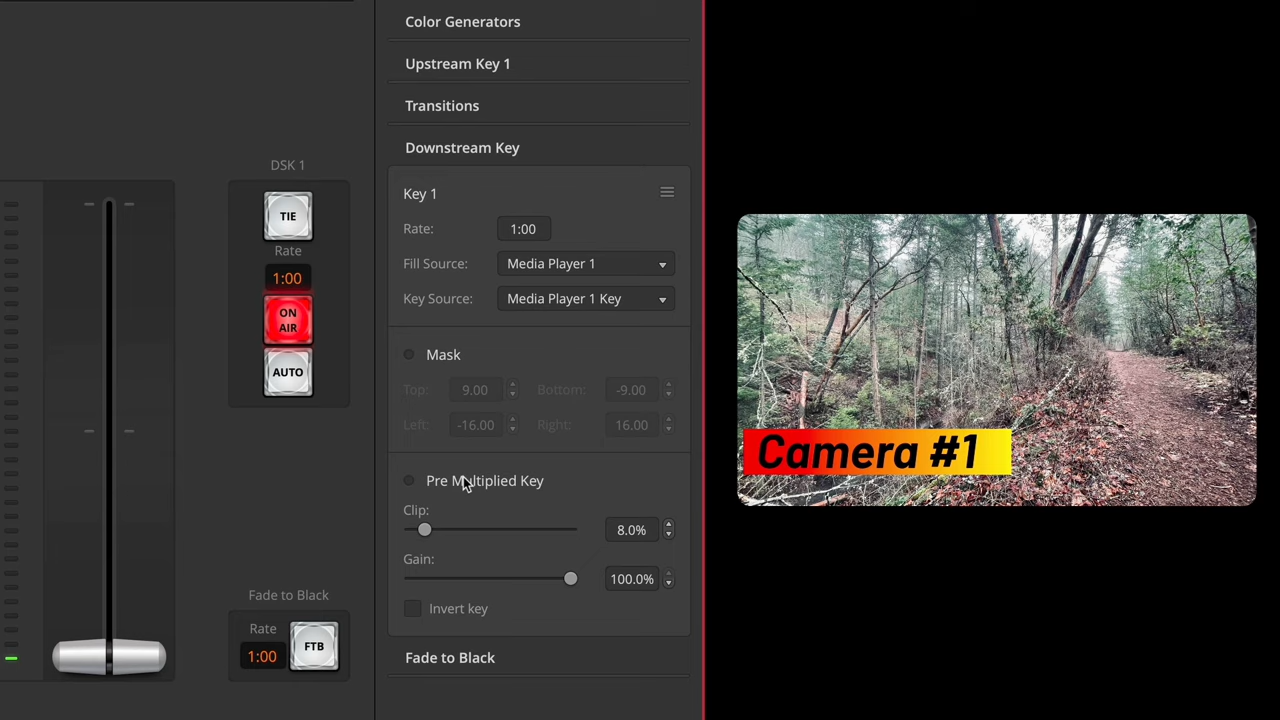 DSK 1
TIE
Rate
1:00
ON
AIR
AUTO
Fade to Black
Rate
1:00
FTB
Color Generators
Upstream Key 1
Transitions
Downstream Key
Key 1
Rate: 1:00
Fill Source: Media Player 1
Key Source: Media Player 1 Key
Mask
Top: 9.00 Bottom: -9.00
Left: -16.00 Right: 16.00
Pre Multiplied Key
Clip:
8.0%
Gain:
100.0%
Invert key
Fade to Black
Camera #1